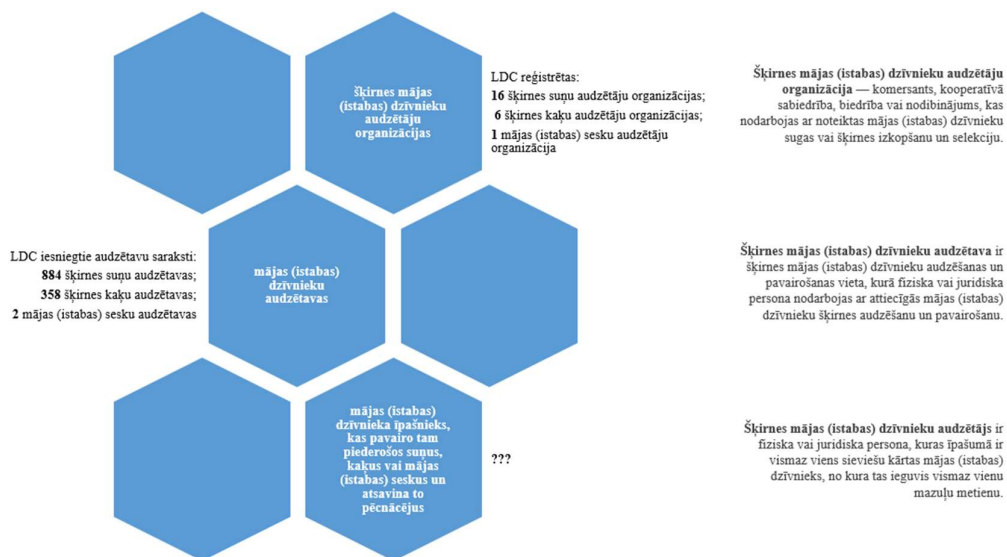 šķirnes mājas
(istabas) dzīvnieku
audzētāju
organizācijas
LDC reģistrētas:
16 šķirnes suņu audzētāju organizācijas;
6 šķirnes kaķu audzētāju organizācijas;
1 mājas (istabas) sesku audzētāju
organizācija
Šķirnes mājas (istabas) dzīvnieku audzētāju
organizācija — komersants, kooperatīvā
sabiedrība, biedrība vai nodibinājums, kas
nodarbojas ar noteiktas mājas (istabas) dzīvnieku
sugas vai šķirnes izkopšanu un selekciju.
LDC iesniegtie audzētavu saraksti:
884 šķirnes suņu audzētavas;
358 šķirnes kaķu audzētavas;
2 mājas (istabas) sesku audzētavas
mājas (istabas)
dzīvnieku
audzētavas
Šķirnes mājas (istabas) dzīvnieku audzētava ir
šķirnes mājas (istabas) dzīvnieku audzēšanas un
pavairošanas vieta, kurā fiziska vai juridiska
persona nodarbojas ar attiecīgās mājas (istabas)
dzīvnieku šķirnes audzēšanu un pavairošanu.
mājas (istabas)
dzīvnieka īpašnieks,
kas pavairo tam
piederošos suņus,
kaķus vai mājas
(istabas) seskus un
atsavina to
pēcnācējus
???
Šķirnes mājas (istabas) dzīvnieku audzētājs ir
fiziska vai juridiska persona, kuras īpašumā ir
vismaz viens sieviešu kārtas mājas (istabas)
dzīvnieks, no kura tas ieguvis vismaz vienu
mazuļu metienu.